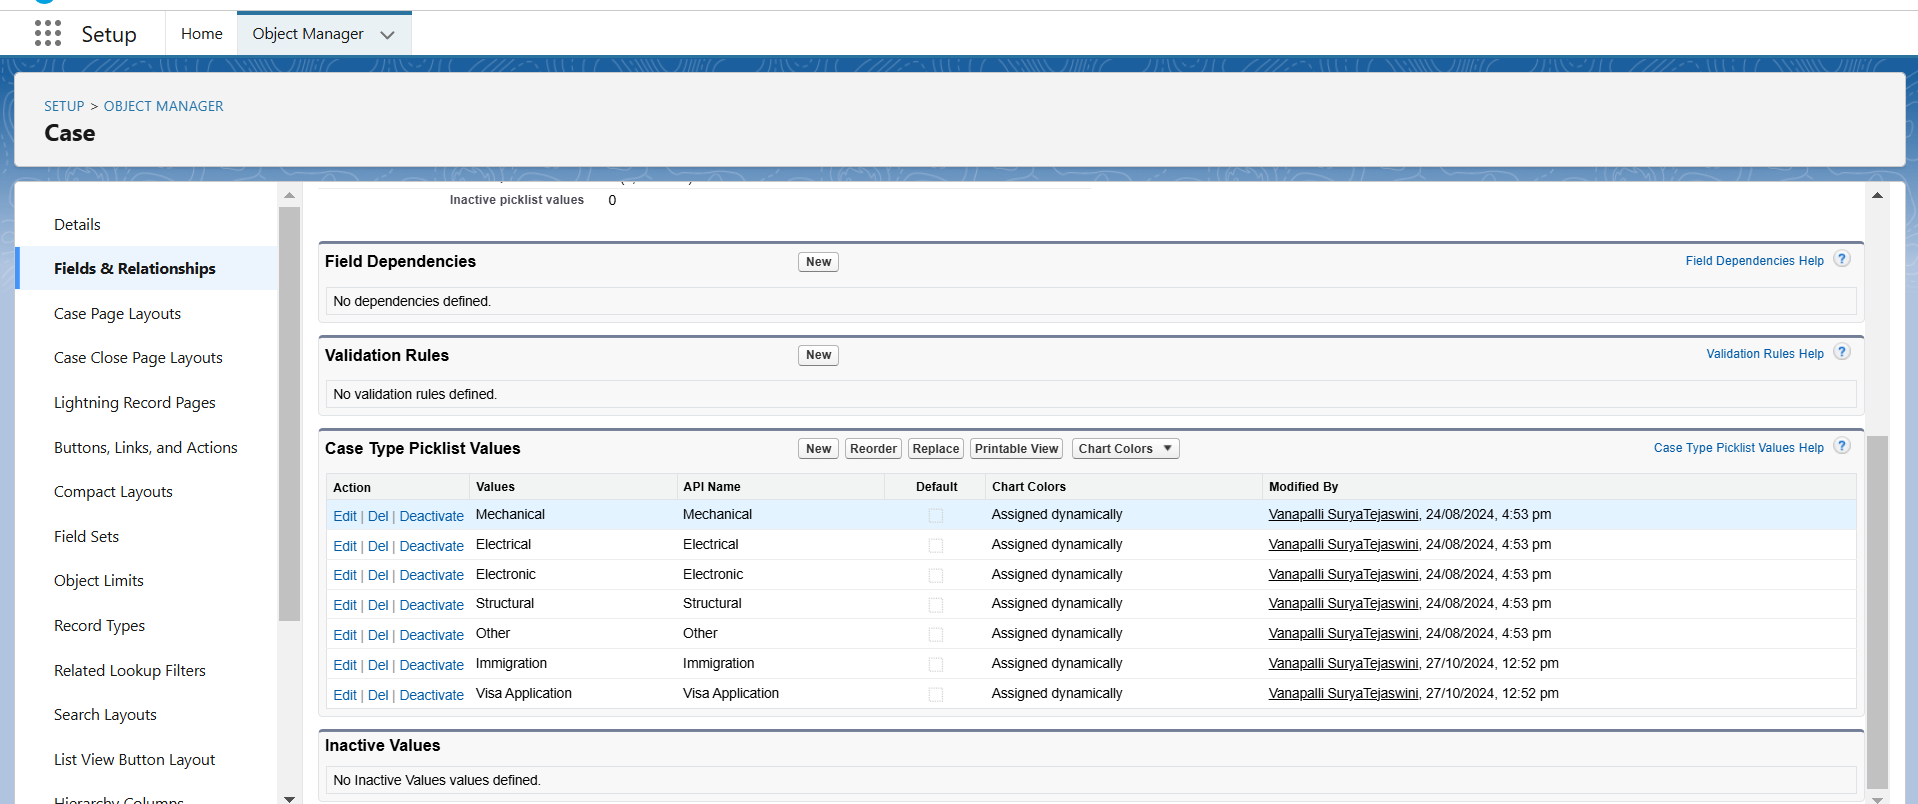 Setup Home Object Manager
SETUP > OBJECT MANAGER
Case
Details
Fields & Relationships
Case Page Layouts
Case Close Page Layouts
Lightning Record Pages
Buttons, Links, and Actions
Compact Layouts
Field Sets
Object Limits
Record Types
Related Lookup Filters
Search Layouts
List View Button Layout
Hierarchy Columns
Inactive picklist values 0
Field Dependencies New Field Dependencies Help ?
No dependencies defined.
Validation Rules New Validation Rules Help ?
No validation rules defined.
Case Type Picklist Values New Reorder Replace Printable View Chart Colors Case Type Picklist Values Help ?
Action Values API Name Default Chart Colors Modified By
Edit | Del | Deactivate Mechanical Mechanical Assigned dynamically Vanapalli SuryaTejaswini, 24/08/2024, 4:53 pm
Edit | Del | Deactivate Electrical Electrical Assigned dynamically Vanapalli SuryaTejaswini, 24/08/2024, 4:53 pm
Edit | Del | Deactivate Electronic Electronic Assigned dynamically Vanapalli SuryaTejaswini, 24/08/2024, 4:53 pm
Edit | Del | Deactivate Structural Structural Assigned dynamically Vanapalli SuryaTejaswini, 24/08/2024, 4:53 pm
Edit | Del | Deactivate Other Other Assigned dynamically Vanapalli SuryaTejaswini, 24/08/2024, 4:53 pm
Edit | Del | Deactivate Immigration Immigration Assigned dynamically Vanapalli SuryaTejaswini, 27/10/2024, 12:52 pm
Edit | Del | Deactivate Visa Application Visa Application Assigned dynamically Vanapalli SuryaTejaswini, 27/10/2024, 12:52 pm
Inactive Values
No Inactive Values values defined.